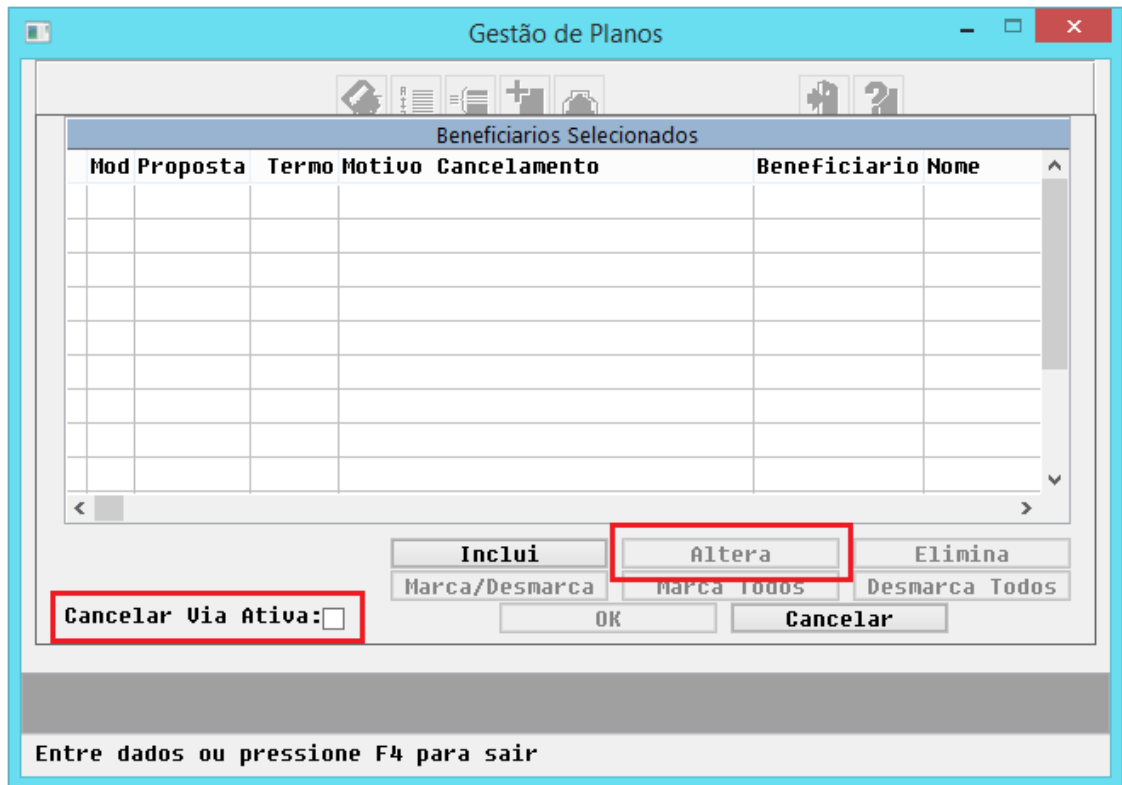 Gestão de Planos
Beneficiarios Selecionados
Mod Proposta Termo Motivo Cancelamento Beneficiario Nome
Inclui Altera Elimina
Marca/Desmarca Marca Todos Desmarca Todos
Cancelar Via Ativa: OK Cancelar
Entre dados ou pressione F4 para sair